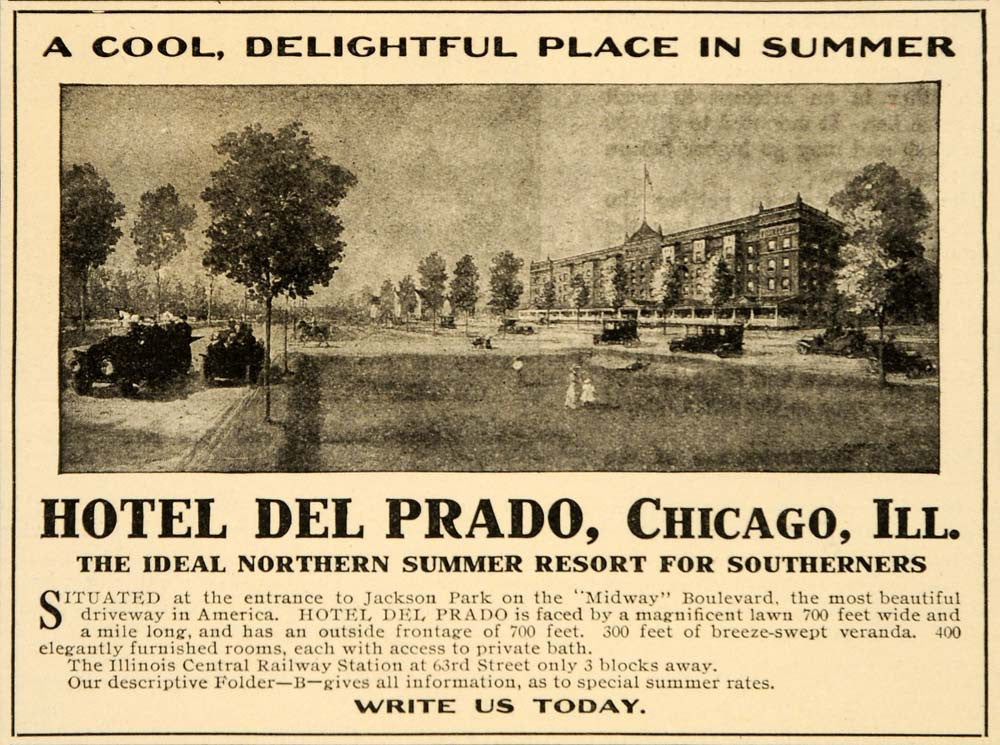 A COOL, DELIGHTFUL PLACE IN SUMMER
HOTEL DEL PRADO, CHICAGO, ILL.
THE IDEAL NORTHERN SUMMER RESORT FOR SOUTHERNERS
SITUATED at the entrance to Jackson Park on the "Midway" Boulevard, the most beautiful
driveway in America. HOTEL DEL PRADO is faced by a magnificent lawn 700 feet wide and
a mile long, and has an outside frontage of 700 feet. 300 feet of breeze-swept veranda. 400
elegantly furnished rooms, each with access to private bath.
The Illinois Central Railway Station at 63rd Street only 3 blocks away.
Our descriptive Folder—B—gives all information, as to special summer rates.
WRITE US TODAY.